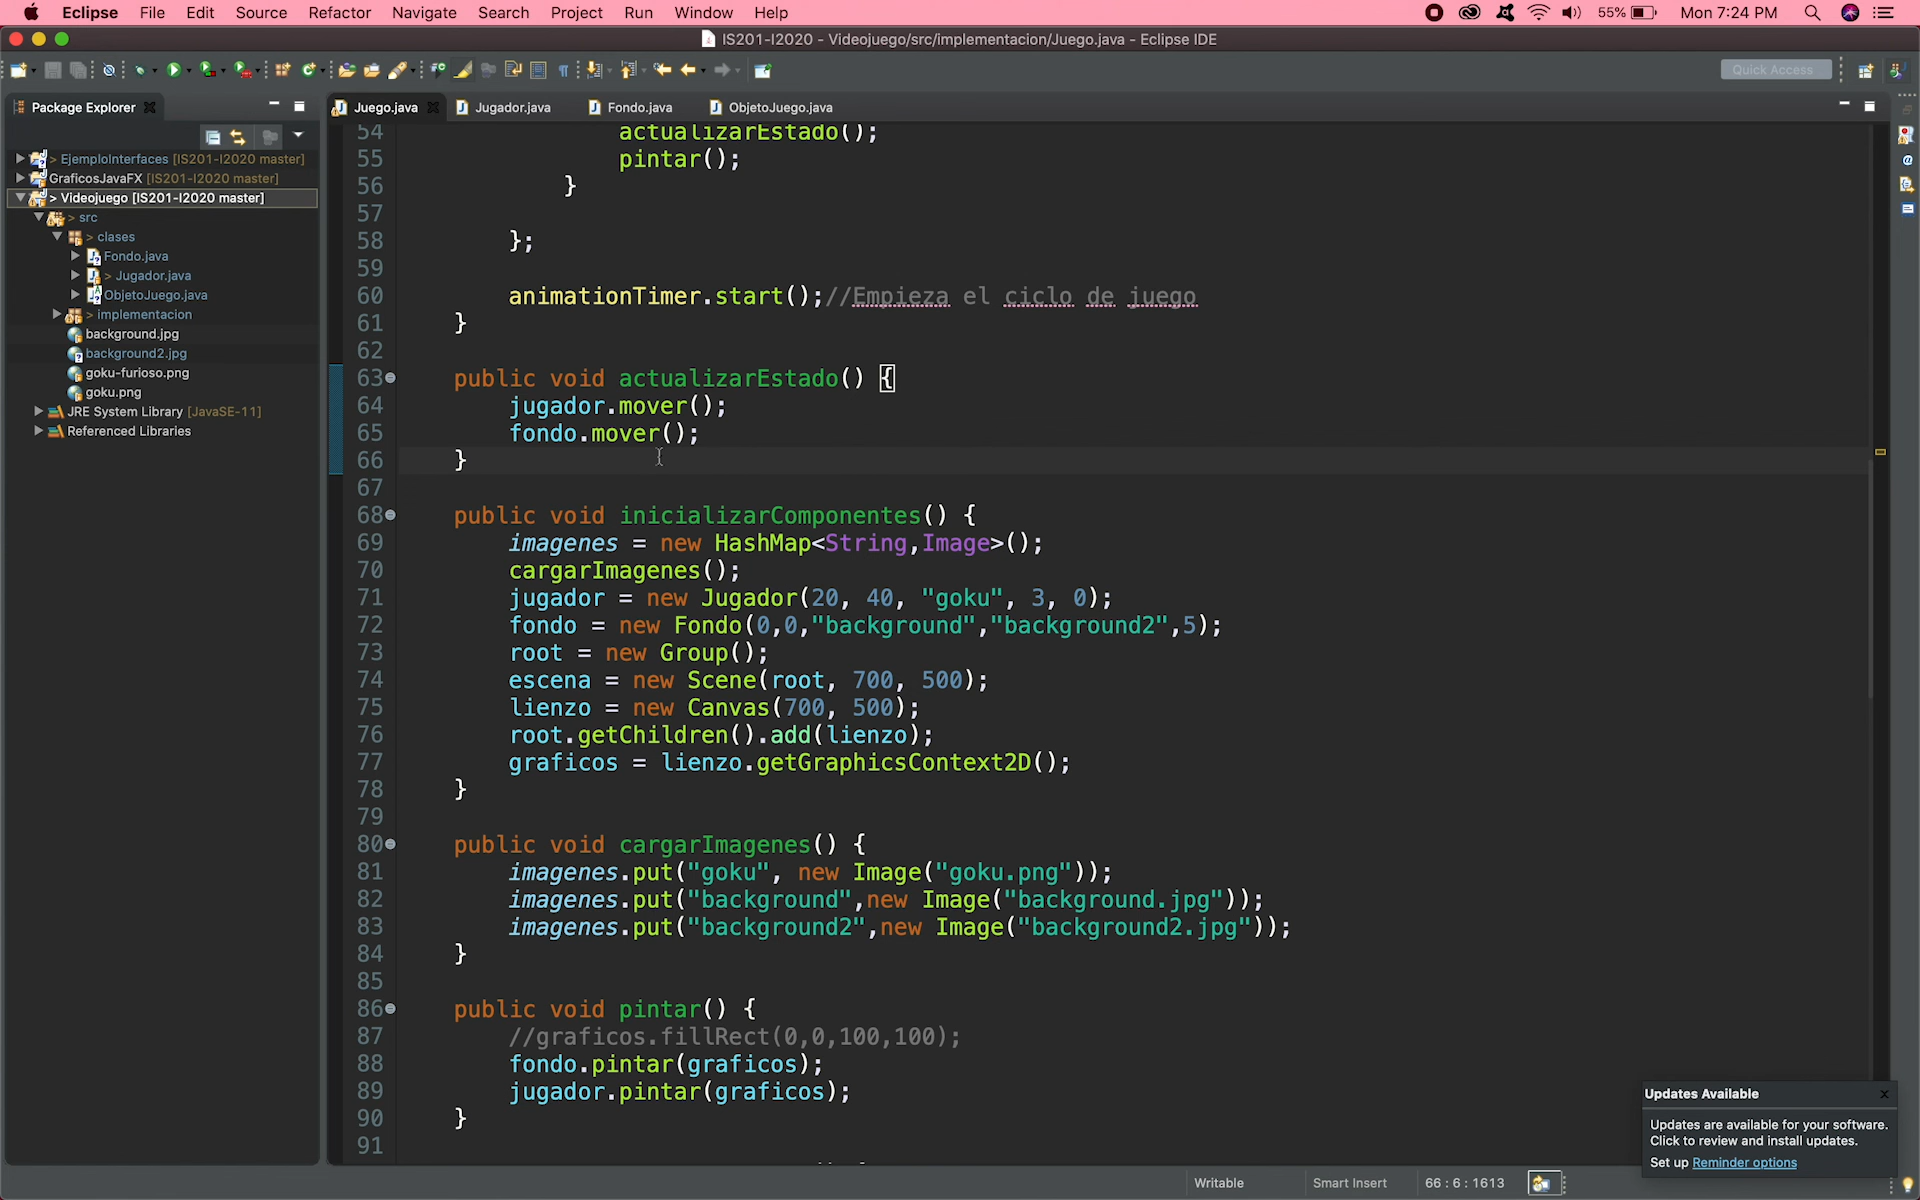 Eclipse File Edit Source Refactor Navigate Search Project Run Window Help 55% Mon 7:24 PM
IS201-I2020 - Videojuego/src/implementacion/Juego.java - Eclipse IDE
Quick Access
Package Explorer
Juego.java Jugador.java Fondo.java ObjetoJuego.java
> EjemploInterfaces [IS201-I2020 master]
GraficosJavaFX [IS201-I2020 master]
> Videojuego [IS201-I2020 master]
> src
> clases
Fondo.java
> Jugador.java
ObjetoJuego.java
> implementacion
background.jpg
background2.jpg
goku-furioso.png
goku.png
JRE System Library [JavaSE-11]
Referenced Libraries
54 actualizarEstado();
55 pintar();
56 }
57
58 };
59
60 animationTimer.start();//Empieza el ciclo de juego
61 }
62
63 public void actualizarEstado() {
64 jugador.mover();
65 fondo.mover();
66 }
67
68 public void inicializarComponentes() {
69 imagenes = new HashMap<String,Image>();
70 cargarImagenes();
71 jugador = new Jugador(20, 40, "goku", 3, 0);
72 fondo = new Fondo(0,0,"background","background2",5);
73 root = new Group();
74 escena = new Scene(root, 700, 500);
75 lienzo = new Canvas(700, 500);
76 root.getChildren().add(lienzo);
77 graficos = lienzo.getGraphicsContext2D();
78 }
79
80 public void cargarImagenes() {
81 imagenes.put("goku", new Image("goku.png"));
82 imagenes.put("background",new Image("background.jpg"));
83 imagenes.put("background2",new Image("background2.jpg"));
84 }
85
86 public void pintar() {
87 //graficos.fillRect(0,0,100,100);
88 fondo.pintar(graficos);
89 jugador.pintar(graficos);
90 }
91
Updates Available
Updates are available for your software.
Click to review and install updates.
Set up Reminder options
Writable Smart Insert 66 : 6 : 1613